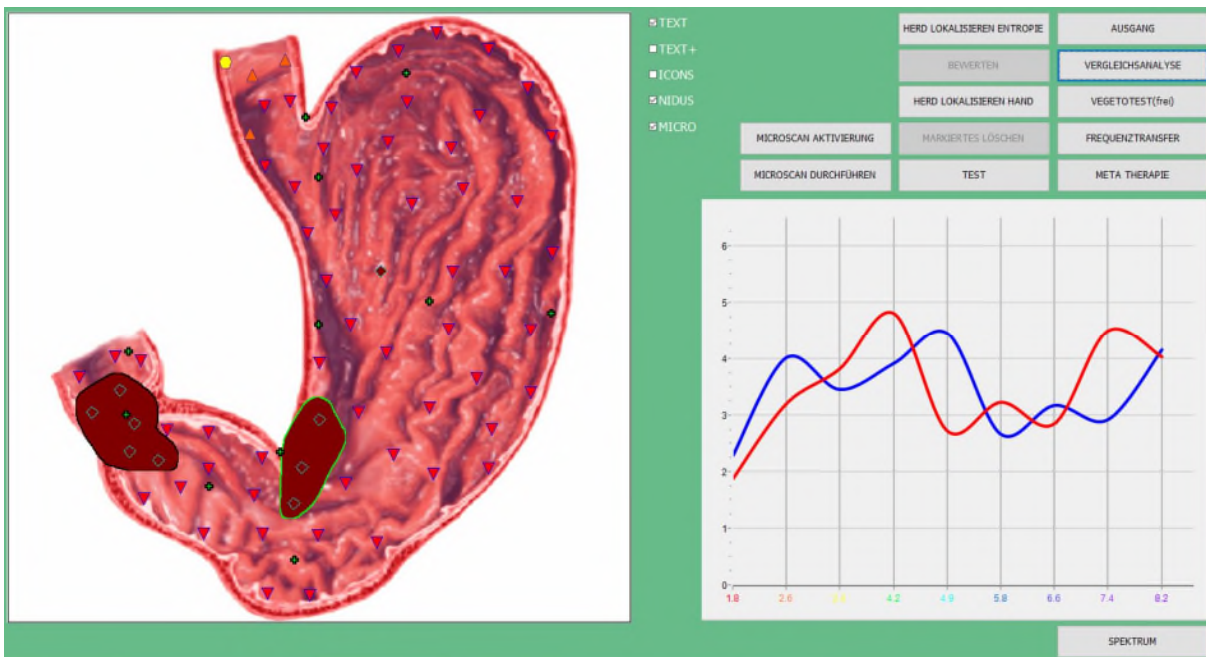 TEXT
TEXT+
ICONS
NIDUS
MICRO
HERD LOKALISIEREN ENTROPIE
AUSGANG
BEWERTEN
VERGLEICHSANALYSE
HERD LOKALISIEREN HAND
VEGETOTEST(frei)
MICROSCAN AKTIVIERUNG
MARKIERTES LÖSCHEN
FREQUENZTRANSFER
MICROSCAN DURCHFÜHREN
TEST
META THERAPIE
6
5
4
3
2
1
0
1.8 2.6 4.2 4.9 5.8 6.6 7.4 8.2
SPEKTRUM